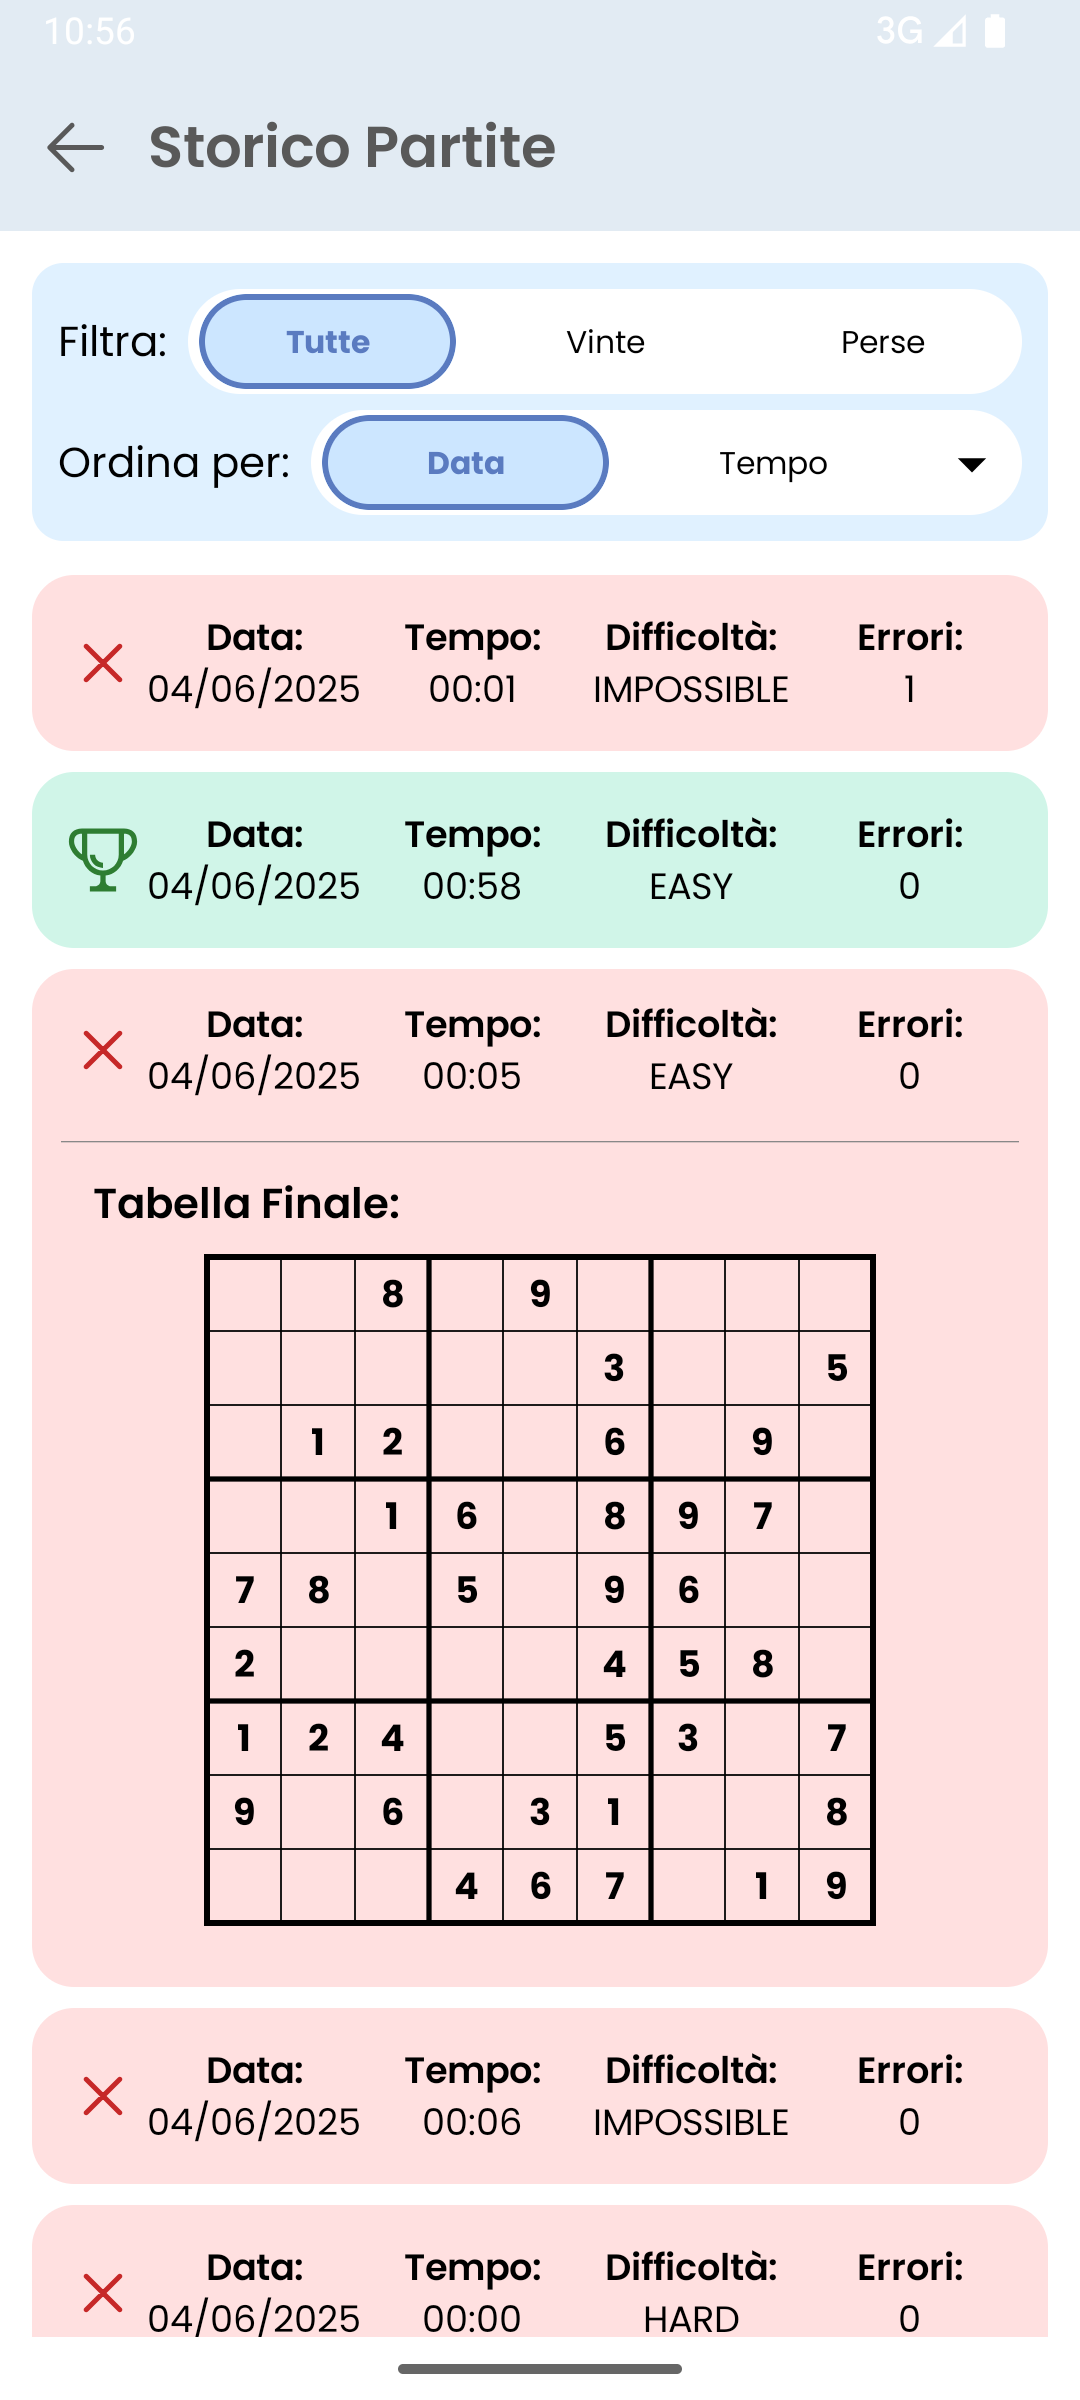 10:56 3G
Storico Partite
Filtra: Tutte Vinte Perse
Ordina per: Data Tempo
Data: Tempo: Difficoltà: Errori:
04/06/2025 00:01 IMPOSSIBLE 1
Data: Tempo: Difficoltà: Errori:
04/06/2025 00:58 EASY 0
Data: Tempo: Difficoltà: Errori:
04/06/2025 00:05 EASY 0
Tabella Finale:
8 9
3 5
1 2 6 9
1 6 8 9 7
7 8 5 9 6
2 4 5 8
1 2 4 5 3 7
9 6 3 1 8
4 6 7 1 9
Data: Tempo: Difficoltà: Errori:
04/06/2025 00:06 IMPOSSIBLE 0
Data: Tempo: Difficoltà: Errori:
04/06/2025 00:00 HARD 0